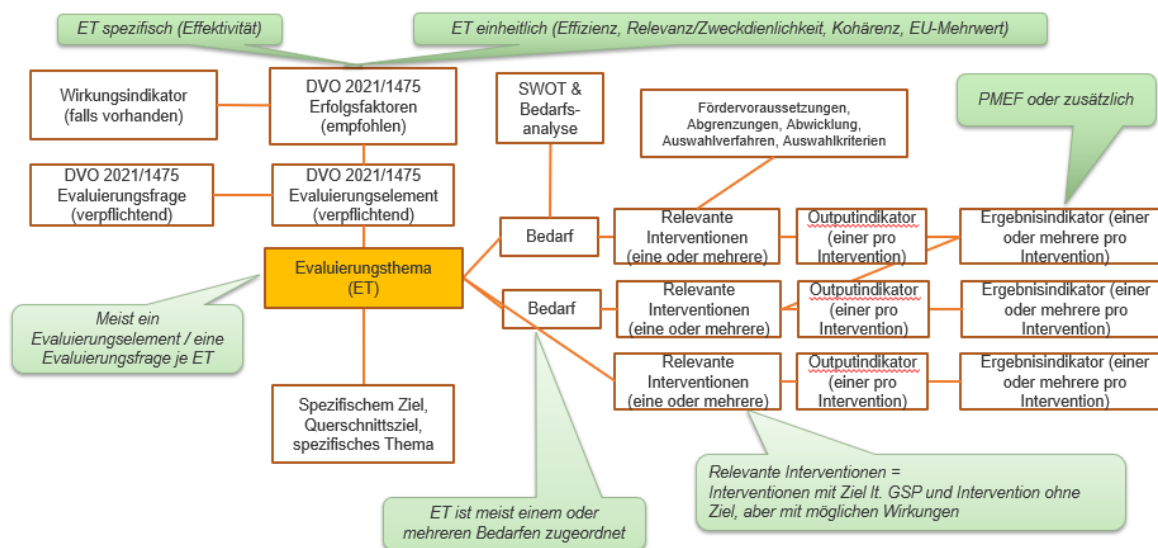 ET spezifisch (Effektivität)
ET einheitlich (Effizienz, Relevanz/Zweckdienlichkeit, Kohärenz, EU-Mehrwert)
Wirkungsindikator
(falls vorhanden)
DVO 2021/1475
Erfolgsfaktoren
(empfohlen)
SWOT &
Bedarfs-
analyse
Fördervoraussetzungen,
Abgrenzungen, Abwicklung,
Auswahlverfahren, Auswahlkriterien
PMEF oder zusätzlich
DVO 2021/1475
Evaluierungsfrage
(verpflichtend)
DVO 2021/1475
Evaluierungselement
(verpflichtend)
Bedarf
Relevante
Interventionen
(eine oder mehrere)
Outputindikator
(einer pro
Intervention)
Ergebnisindikator (einer
oder mehrere pro
Intervention)
Evaluierungsthema
(ET)
Bedarf
Relevante
Interventionen
(eine oder mehrere)
Outputindikator
(einer pro
Intervention)
Ergebnisindikator (einer
oder mehrere pro
Intervention)
Meist ein
Evaluierungselement / eine
Evaluierungsfrage je ET
Relevante
Interventionen
(eine oder mehrere)
Outputindikator
(einer pro
Intervention)
Ergebnisindikator (einer
oder mehrere pro
Intervention)
Spezifischem Ziel,
Querschnittsziel,
spezifisches Thema
Relevante Interventionen =
Interventionen mit Ziel lt. GSP und Intervention ohne
Ziel, aber mit möglichen Wirkungen
ET ist meist einem oder
mehreren Bedarfen zugeordnet